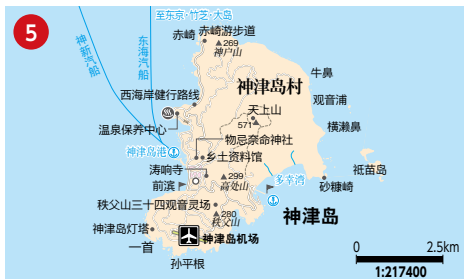 5
至东京·竹芝·大岛
神新汽船
东海汽船
赤崎
赤崎游步道
269
神户山
西海岸健行路线
神津岛村
牛鼻
观音浦
天上山
571
横濑鼻
温泉保养中心
物忌奈命神社
神津岛港
乡土资料馆
涛响寺
前滨
299
高处山
多幸湾
祗苗岛
砂糠崎
秩父山三十四观音灵场
280
秩父山
神津岛
神津岛灯塔
神津岛机场
一首
孙平根
0 2.5km
1:217400